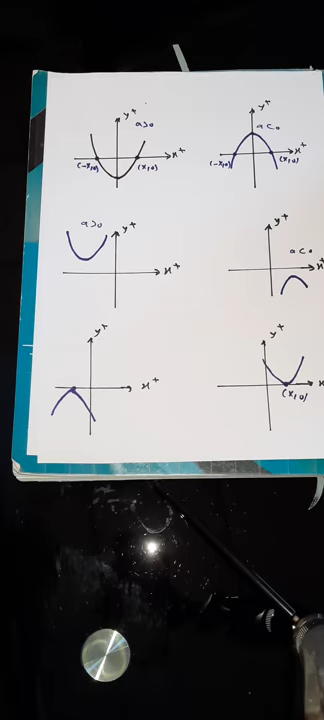 y+
a>0
(-x,0) (x,0) x+
y+
a<0
(-x,0) (x,0) x+
a>0
y+
x+
y+
a<0
x+
y+
x+
y+
(x,0) x